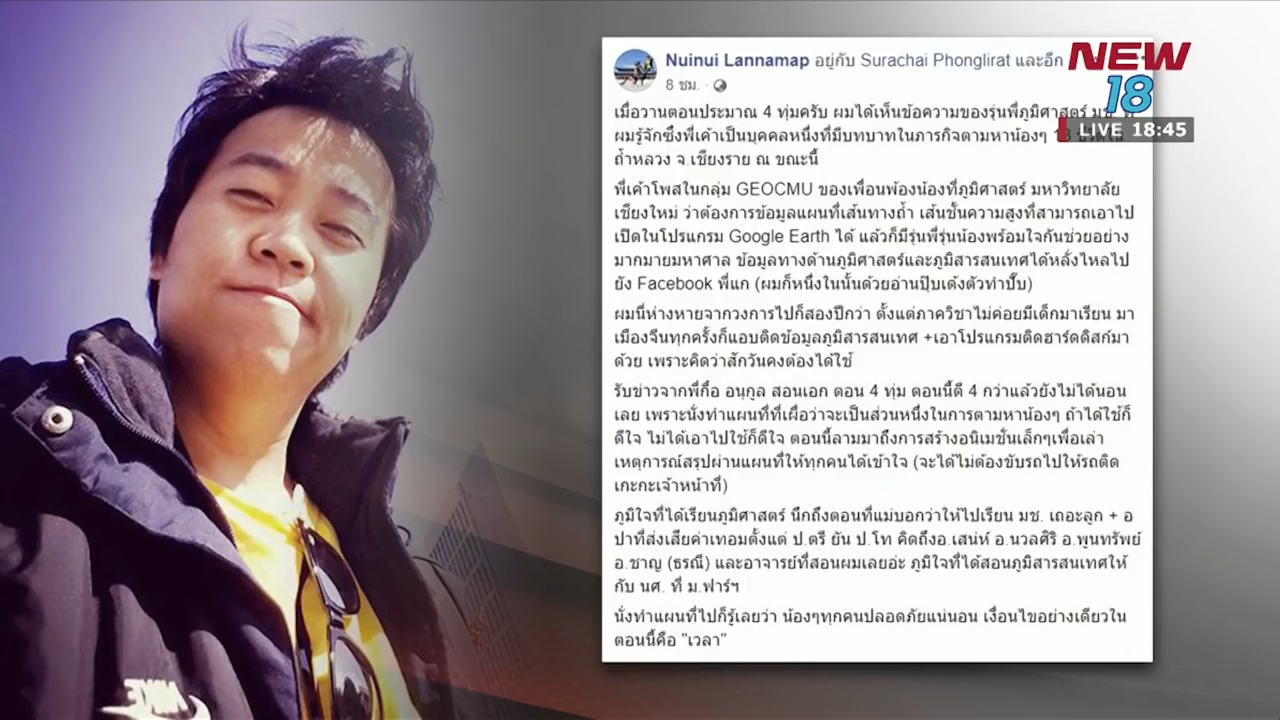 Nuinui Lannamap อยู่กับ Surachai Phonglirat และอีก
8 ชม.
NEW
18
LIVE 18:45
เมื่อวานตอนประมาณ 4 ทุ่มครับ ผมได้เห็นข้อความของรุ่นพี่ภูมิศาสตร์ มช. ที่
ผมรู้จักซึ่งพี่เค้าเป็นบุคคลหนึ่งที่มีบทบาทในภารกิจตามหาน้องๆ 13 ชีวิตใน
ถ้ำหลวง จ.เชียงราย ณ ขณะนี้
พี่เค้าโพสในกลุ่ม GEOCMU ของเพื่อนพ้องน้องที่ภูมิศาสตร์ มหาวิทยาลัย
เชียงใหม่ ว่าต้องการข้อมูลแผนที่เส้นทางถ้ำ เส้นชั้นความสูงที่สามารถเอาไป
เปิดในโปรแกรม Google Earth ได้ แล้วก็มีรุ่นพี่รุ่นน้องพร้อมใจกันช่วยอย่าง
มากมายมหาศาล ข้อมูลทางด้านภูมิศาสตร์และภูมิสารสนเทศได้หลั่งไหลไป
ยัง Facebook พี่แก (ผมก็หนึ่งในนั้นด้วยอ่านปุ๊บเด้งตัวทำปั๊บ)
ผมนี่ห่างหายจากวงการไปก็สองปีกว่า ตั้งแต่ภาควิชาไม่ค่อยมีเด็กมาเรียน มา
เมืองจีนทุกครั้งก็แอบติดข้อมูลภูมิสารสนเทศ +เอาโปรแกรมติดฮาร์ดดิสก์มา
ด้วย เพราะคิดว่าสักวันคงต้องได้ใช้
รับข่าวจากพี่กื๋อ อนุกูล สอนเอก ตอน 4 ทุ่ม ตอนนี้ตี 4 กว่าแล้วยังไม่ได้นอน
เลย เพราะนั่งทำแผนที่ที่เผื่อว่าจะเป็นส่วนหนึ่งในการตามหาน้องๆ ถ้าได้ใช้ก็
ดีใจ ไม่ได้เอาไปใช้ก็ดีใจ ตอนนี้ลามมาถึงการสร้างอนิเมชั่นเล็กๆเพื่อเล่า
เหตุการณ์สรุปผ่านแผนที่ให้ทุกคนได้เข้าใจ (จะได้ไม่ต้องขับรถไปให้รถติด
เกะกะเจ้าหน้าที่)
ภูมิใจที่ได้เรียนภูมิศาสตร์ นึกถึงตอนที่แม่บอกว่าให้ไปเรียน มช. เถอะลูก + อ
ปาที่ส่งเสียค่าเทอมตั้งแต่ ป.ตรี ยัน ป.โท คิดถึงอ.เสน่ห์ อ.นวลศิริ อ.พูนทรัพย์
อ.ชาญ (ธรณี) และอาจารย์ที่สอนผมเลยอ่ะ ภูมิใจที่ได้สอนภูมิสารสนเทศให้
กับ นศ. ที่ ม.ฟาร์ฯ
นั่งทำแผนที่ไปก็รู้เลยว่า น้องๆทุกคนปลอดภัยแน่นอน เงื่อนไขอย่างเดียวใน
ตอนนี้คือ "เวลา"
NIKE